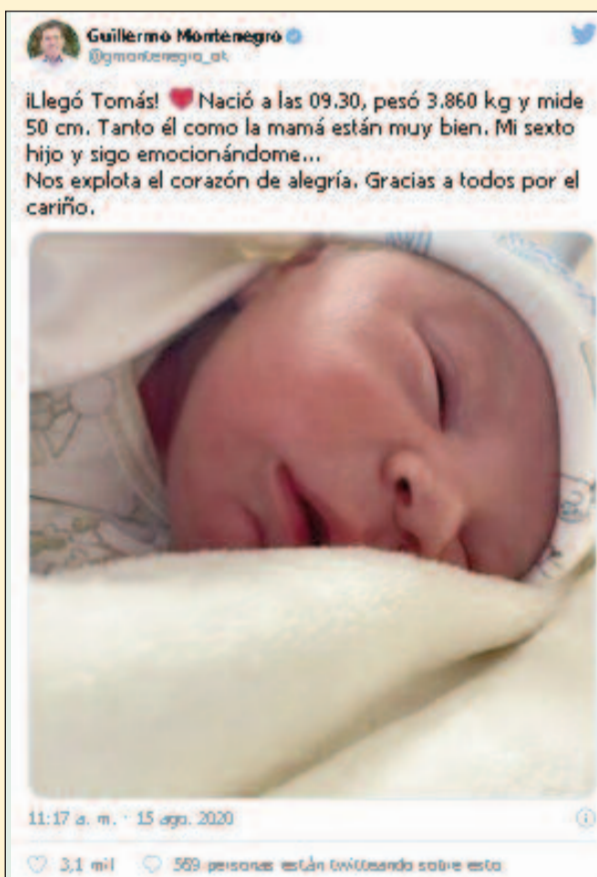 Guillermo Montenegro
@gmontenegro_ok
¡Llegó Tomás! ❤ Nació a las 09.30, pesó 3.860 kg y mide
50 cm. Tanto él como la mamá están muy bien. Mi sexto
hijo y sigo emocionándome...
Nos explota el corazón de alegría. Gracias a todos por el
cariño.
11:17 a. m. · 15 ago. 2020
3,1 mil 569 personas están twitteando sobre esto